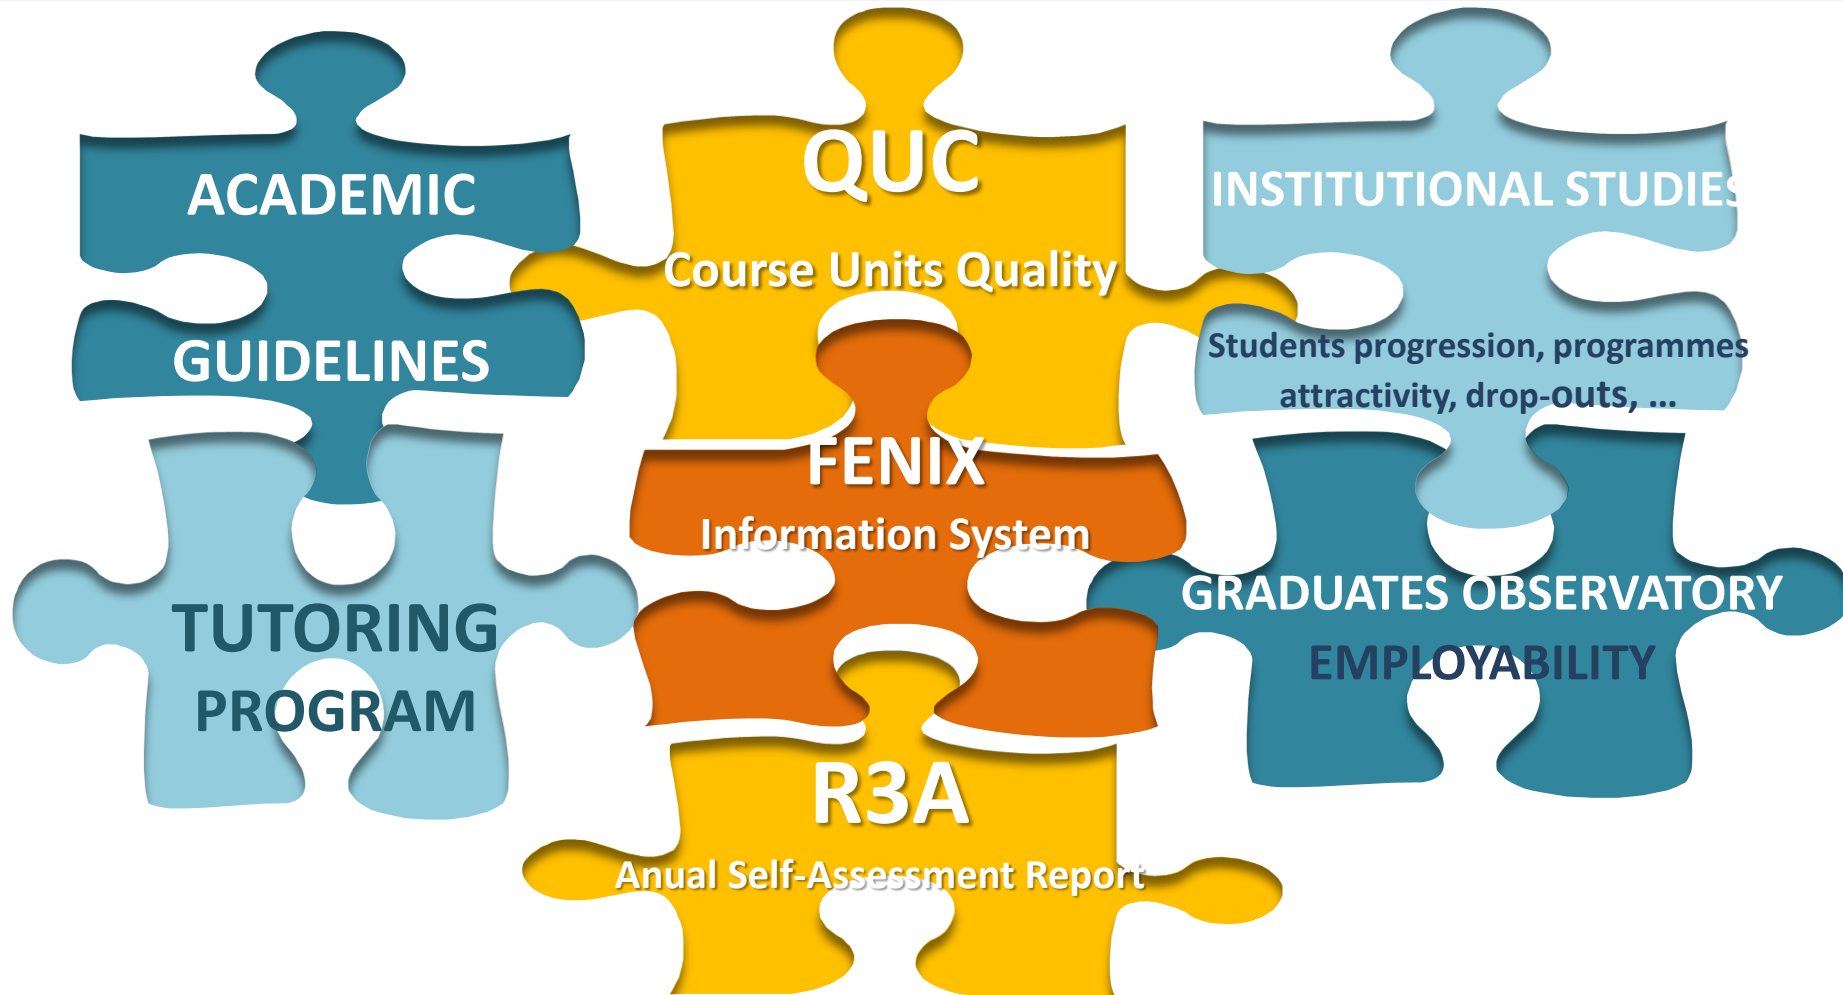 ACADEMIC
GUIDELINES
QUC
Course Units Quality
INSTITUTIONAL STUDIES
Students progression, programmes
attractivity, drop-outs, ...
FENIX
Information System
TUTORING
PROGRAM
GRADUATES OBSERVATORY
EMPLOYABILITY
R3A
Anual Self-Assessment Report